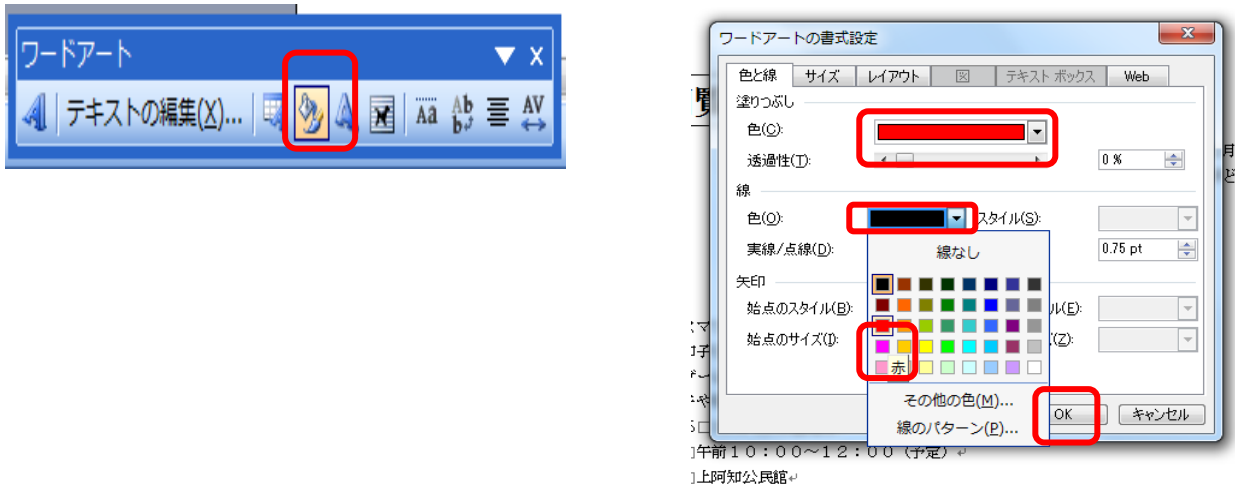 ワードアート
テキストの編集(X)...
Aa
Ab
b
AV
ワードアートの書式設定
色と線 サイズ レイアウト 図 テキスト ボックス Web
塗りつぶし
色(C):
透過性(T): 0 %
線
色(O): スタイル(S):
実線/点線(D): 0.75 pt
線なし
矢印
始点のスタイル(B): ル(E):
始点のサイズ(I): (Z):
赤
その他の色(M)...
線のパターン(P)...
OK キャンセル
午前10:00~12:00 (予定)
上阿知公民館